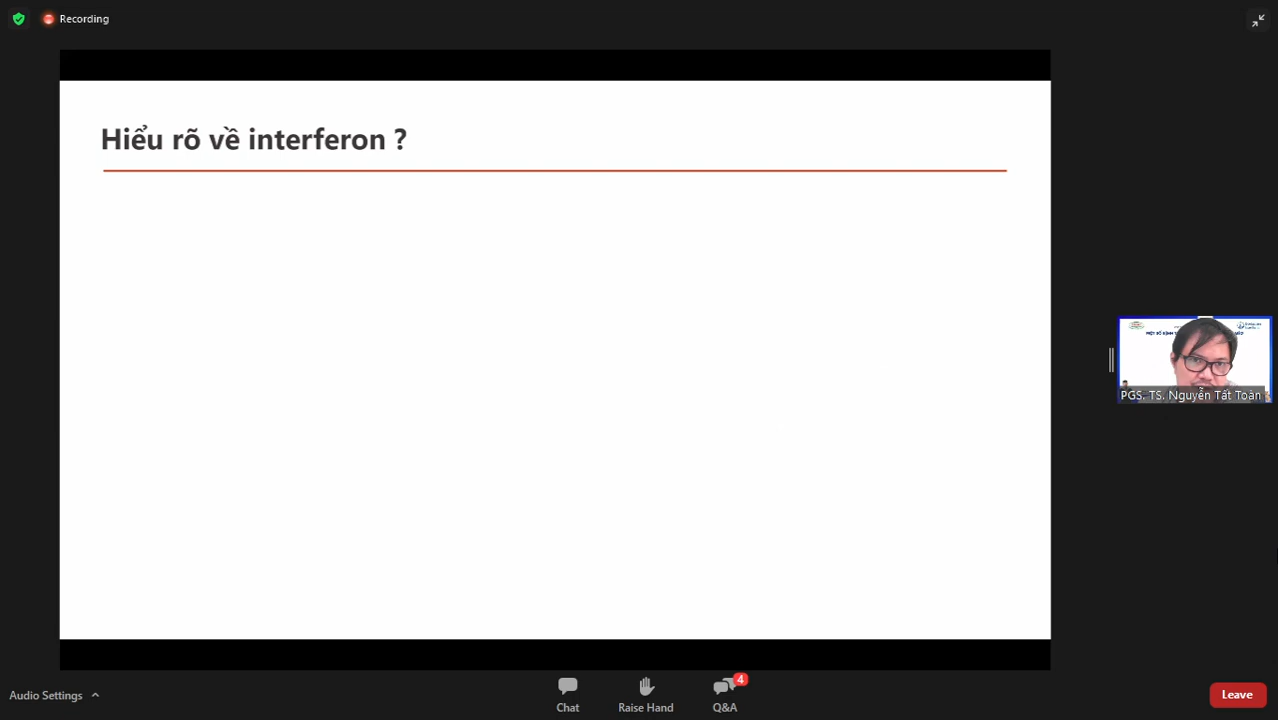 Recording
Hiểu rõ về interferon ?
PGS. TS. Nguyễn Tất Toàn
Audio Settings
Chat
Raise Hand
4
Q&A
Leave